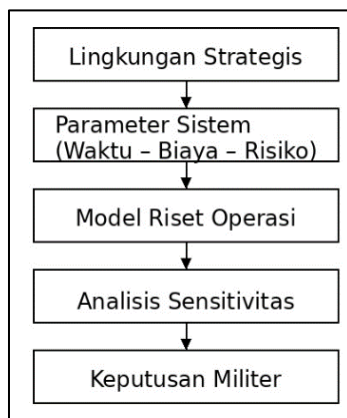 Lingkungan Strategis
Parameter Sistem
(Waktu – Biaya – Risiko)
Model Riset Operasi
Analisis Sensitivitas
Keputusan Militer